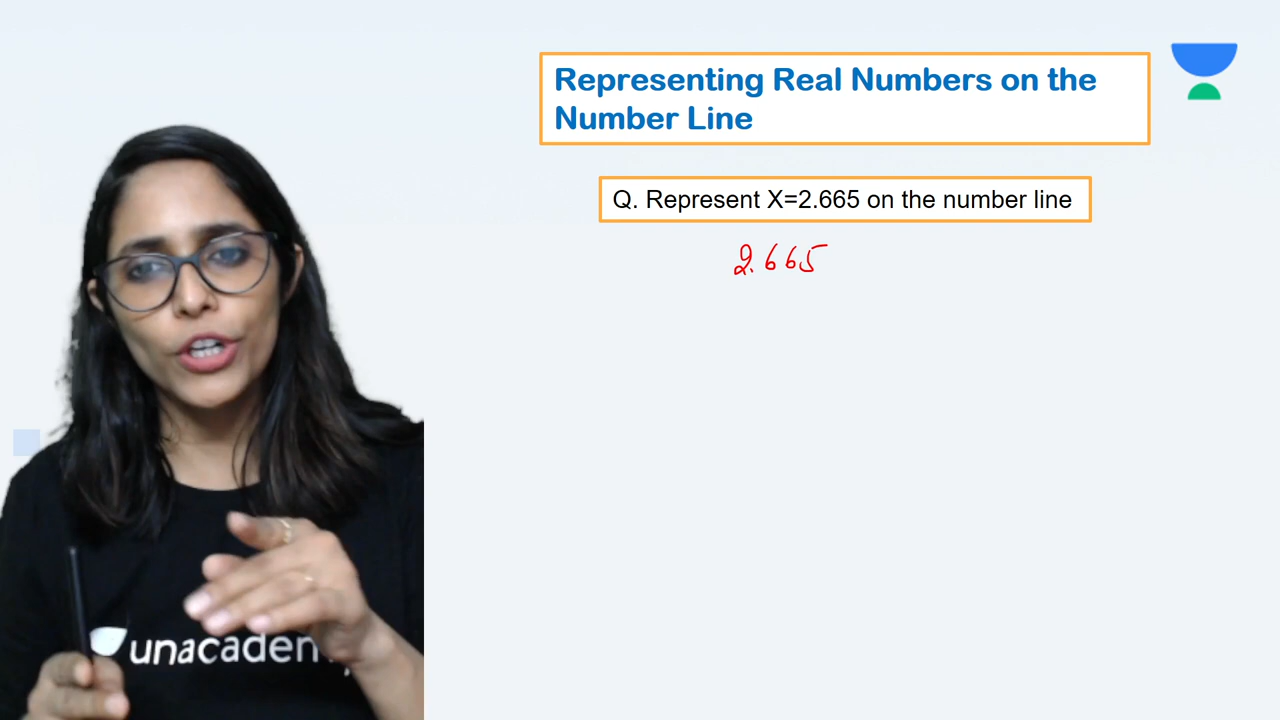 Representing Real Numbers on the
Number Line
Q. Represent X=2.665 on the number line
2.665
unacadem